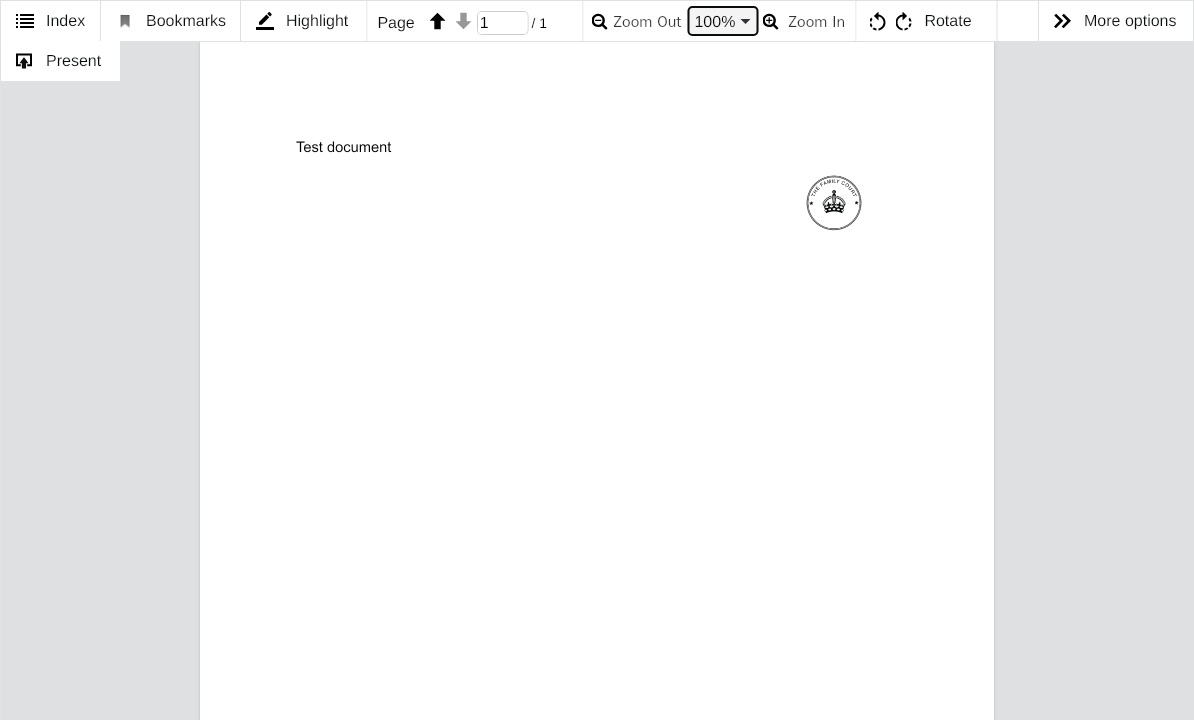 Index
Bookmarks
Highlight
Page 1 / 1
Zoom Out
100%
Zoom In
Rotate
More options
Present
Test document
THE FAMILY COURT